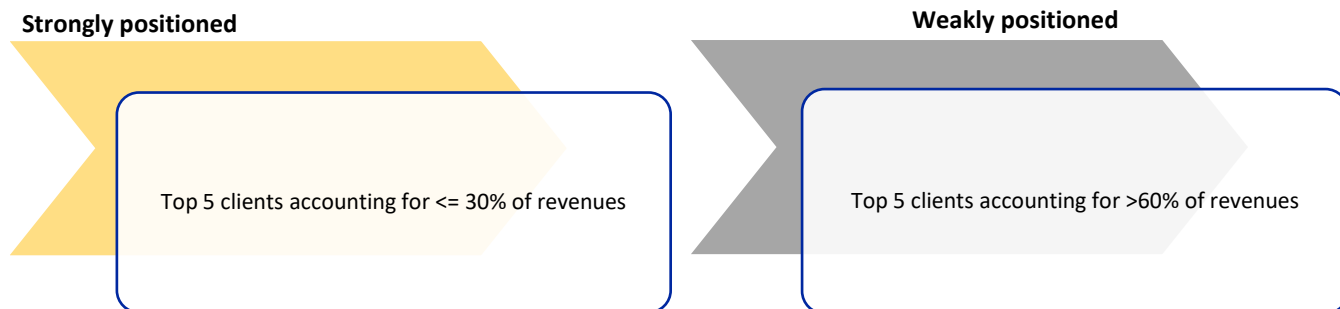 Strongly positioned
Weakly positioned
Top 5 clients accounting for <= 30% of revenues
Top 5 clients accounting for >60% of revenues